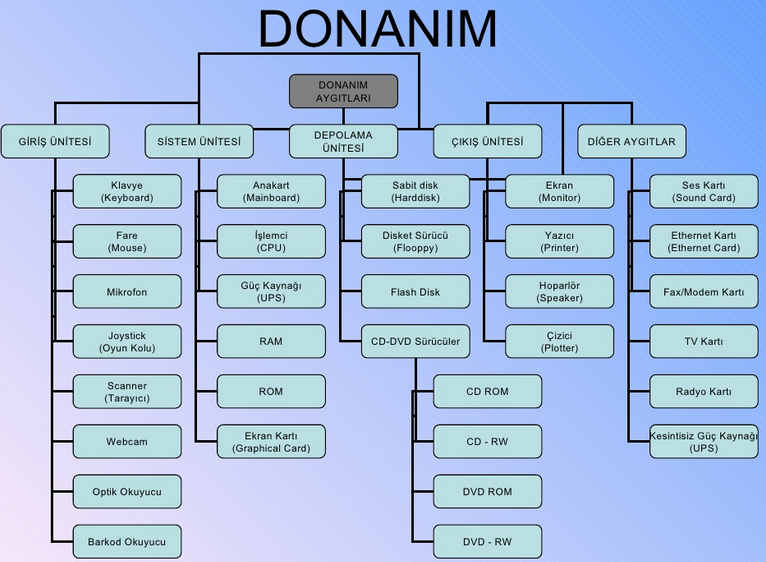 DONANIM
DONANIM
AYGITLARI
GİRİŞ ÜNİTESİ
SİSTEM ÜNİTESİ
DEPOLAMA
ÜNİTESİ
ÇIKIŞ ÜNİTESİ
DİĞER AYGITLAR
Klavye
(Keyboard)
Fare
(Mouse)
Mikrofon
Joystick
(Oyun Kolu)
Scanner
(Tarayıcı)
Webcam
Optik Okuyucu
Barkod Okuyucu
Anakart
(Mainboard)
İşlemci
(CPU)
Güç Kaynağı
(UPS)
RAM
ROM
Ekran Kartı
(Graphical Card)
Sabit disk
(Harddisk)
Disket Sürücü
(Flooppy)
Flash Disk
CD-DVD Sürücüler
CD ROM
CD - RW
DVD ROM
DVD - RW
Ekran
(Monitor)
Yazıcı
(Printer)
Hoparlör
(Speaker)
Çizici
(Plotter)
Ses Kartı
(Sound Card)
Ethernet Kartı
(Ethernet Card)
Fax/Modem Kartı
TV Kartı
Radyo Kartı
Kesintisiz Güç Kaynağı
(UPS)